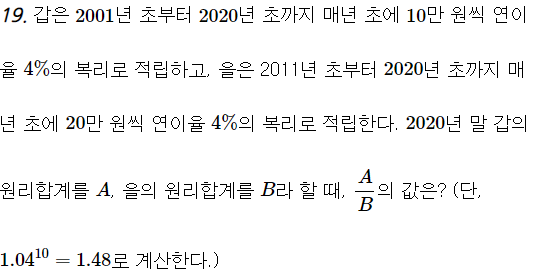 19. 갑은 2001년 초부터 2020년 초까지 매년 초에 10만 원씩 연이
율 4%의 복리로 적립하고, 을은 2011년 초부터 2020년 초까지 매
년 초에 20만 원씩 연이율 4%의 복리로 적립한다. 2020년 말 갑의
원리합계를 A, 을의 원리합계를 B라 할 때, A/B의 값은? (단,
1.04^10 = 1.48로 계산한다.)